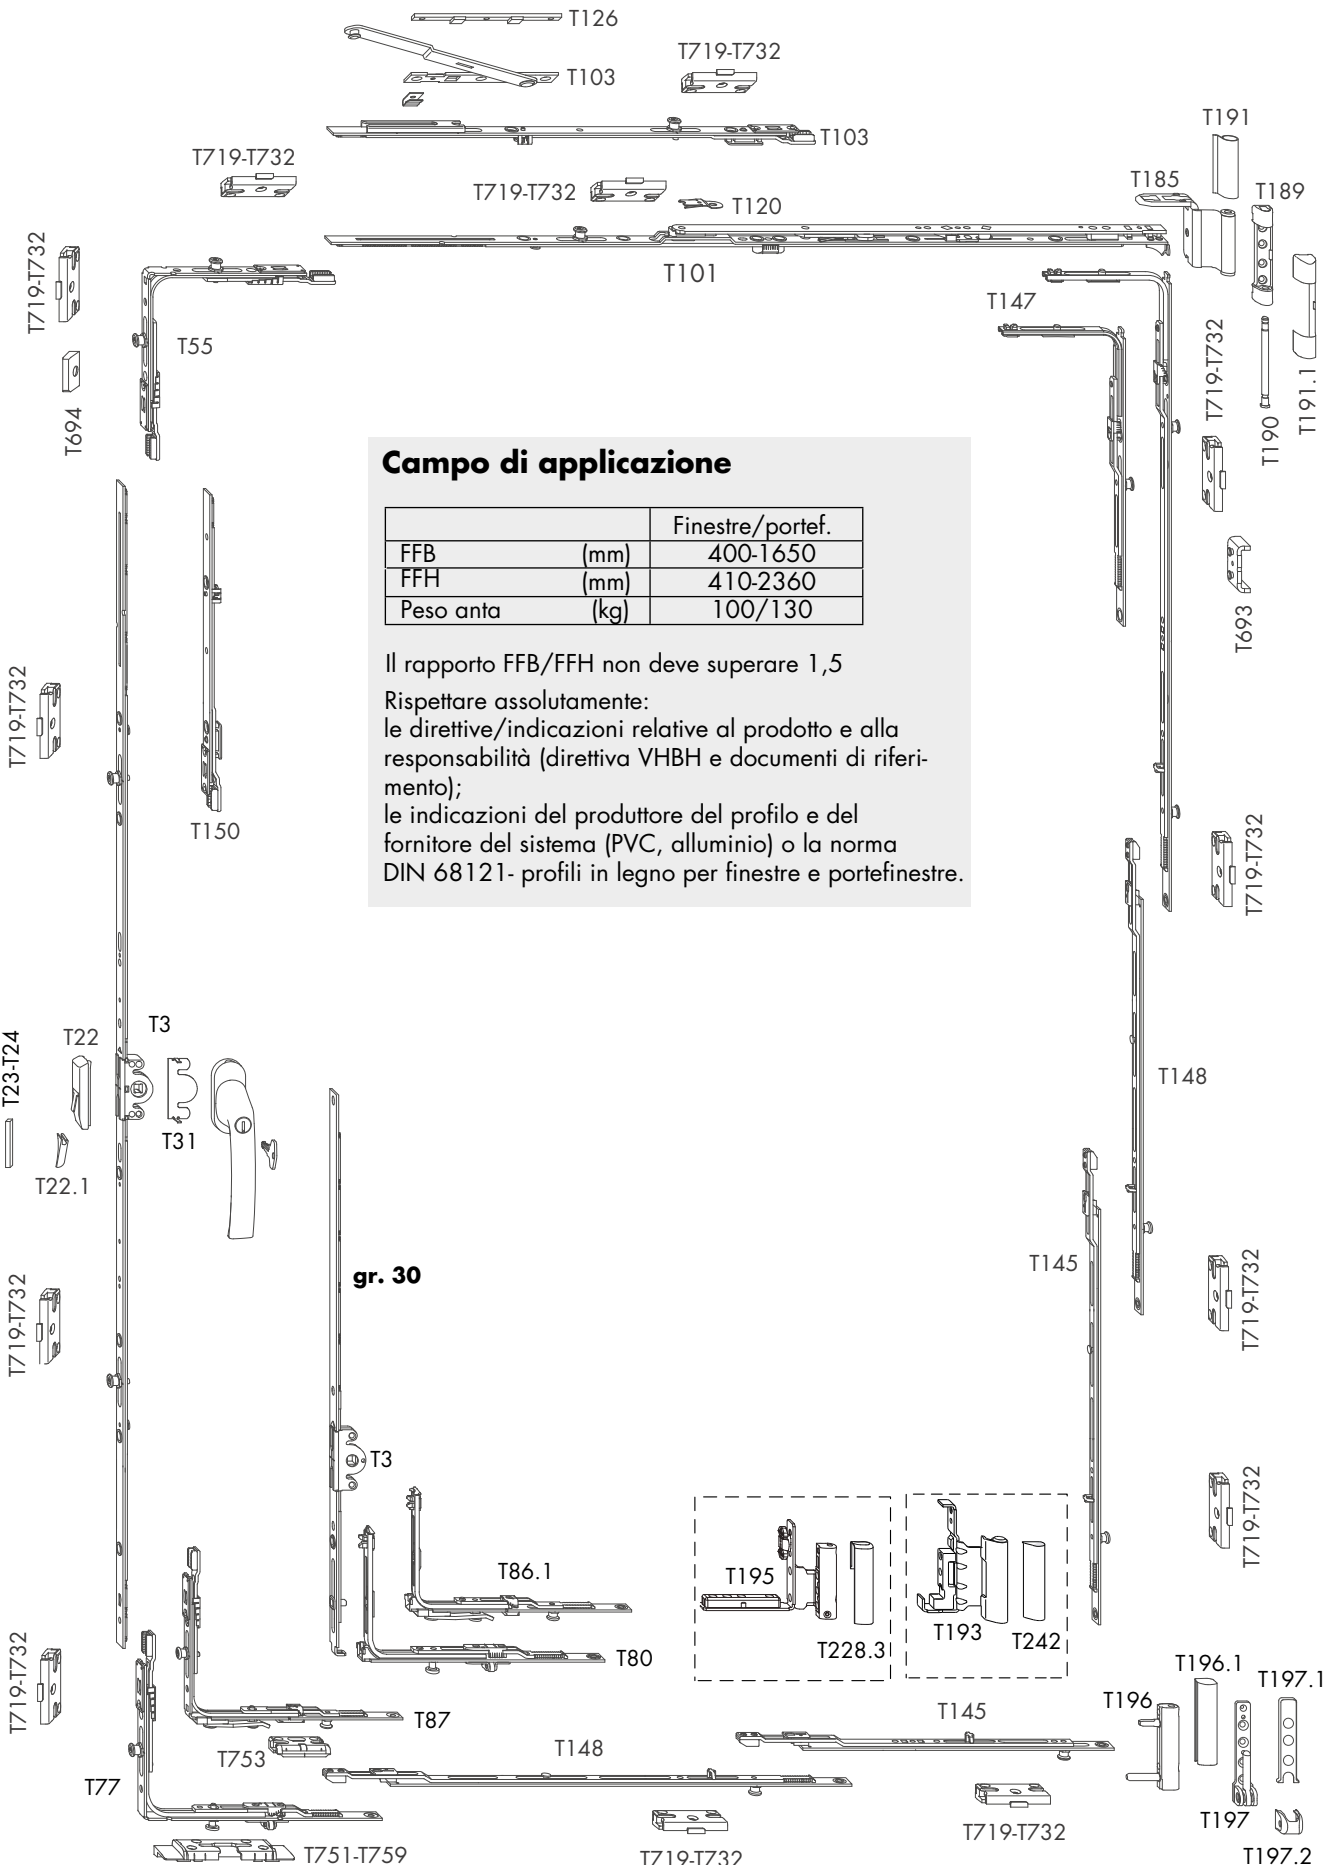 T126
T719-T732
T103
T191
T103
T719-T732
T185
T189
T719-T732
T120
T719-T732
T101
T147
T55
T719-T732
T191.1
T694
T190
Campo di applicazione
Finestre/portef.
FFB (mm) 400-1650
FFH (mm) 410-2360
Peso anta (kg) 100/130
Il rapporto FFB/FFH non deve superare 1,5
Rispettare assolutamente:
le direttive/indicazioni relative al prodotto e alla
responsabilità (direttiva VHBH e documenti di riferi-
mento);
le indicazioni del produttore del profilo e del
fornitore del sistema (PVC, alluminio) o la norma
DIN 68121- profili in legno per finestre e portefinestre.
T693
T719-T732
T150
T719-T732
T3
T22
T23-T24
T148
T31
T22.1
T145
gr. 30
T719-T732
T719-T732
T3
T719-T732
T86.1
T195
T193
T242
T228.3
T80
T719-T732
T196.1
T197.1
T196
T145
T87
T753
T148
T77
T197
T719-T732
T751-T759
T719-T732
T197.2